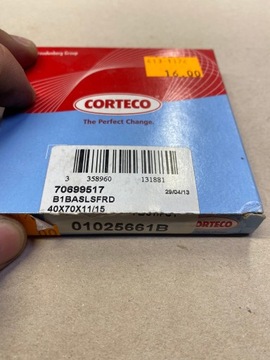 Freudenberg Group
16.00
CORTECO
The Perfect Change.
3 358960 131881
70699517
29/04/13
B1BASLSFRD
40X70X11/15
01025661B
CORTECO